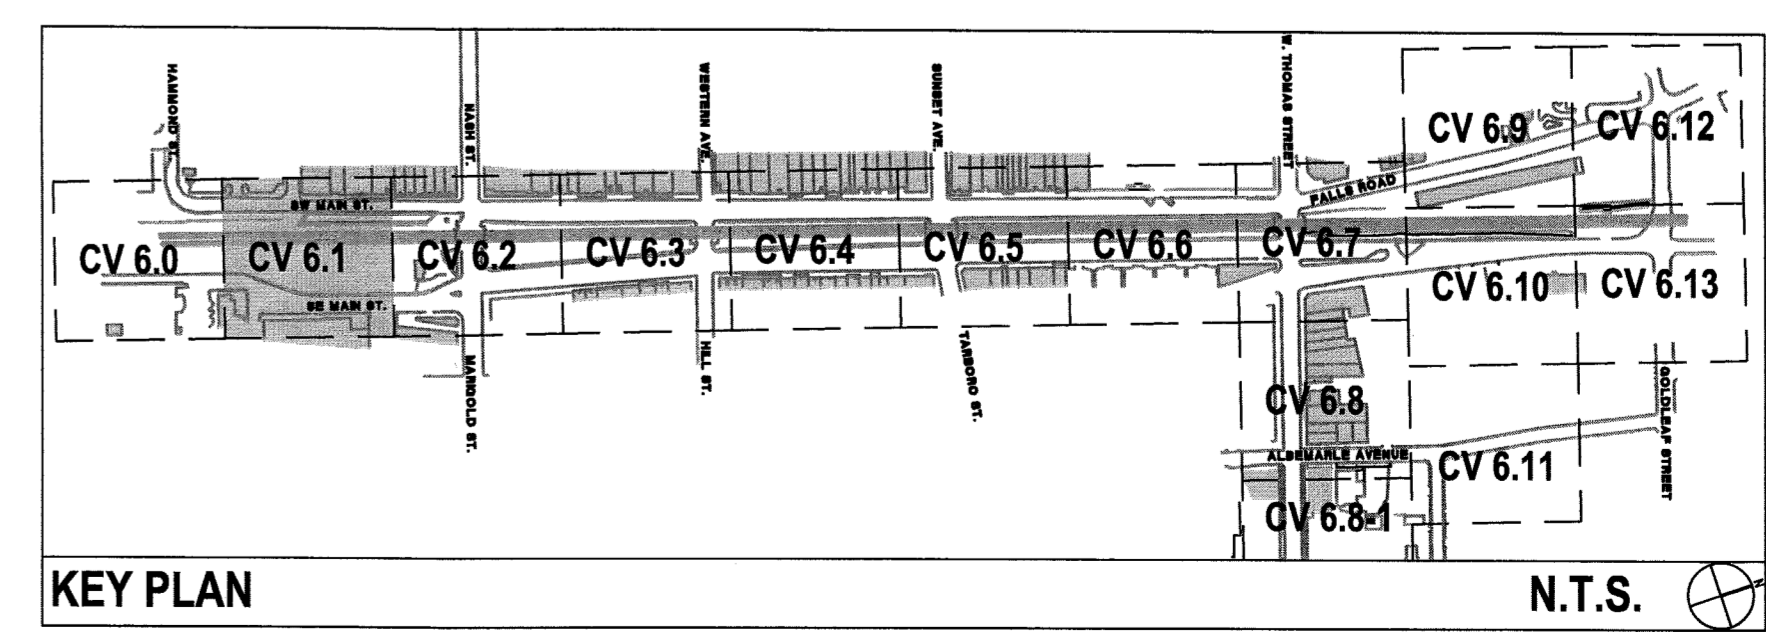 HAMMOND ST.
NASH ST.
WESTERN AVE.
SUNSET AVE.
W. THOMAS STREET
CV 6.9
CV 6.12
SW MAIN ST.
FALLS ROAD
CV 6.0
CV 6.1
CV 6.2
CV 6.3
CV 6.4
CV 6.5
CV 6.6
CV 6.7
CV 6.10
CV 6.13
SE MAIN ST.
MARIGOLD ST.
HILL ST.
TARBORO ST.
CV 6.8
GOLDLEAF STREET
ALBEMARLE AVENUE
CV 6.11
CV 6.8-1
KEY PLAN
N.T.S.
N